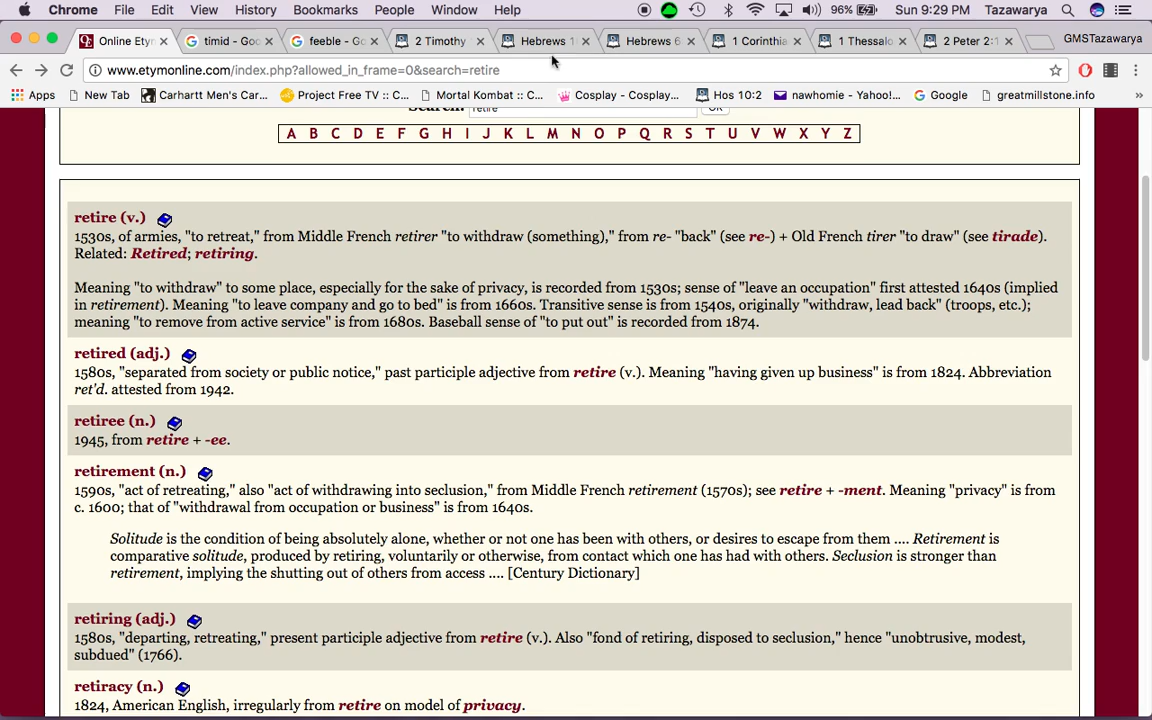 Chrome File Edit View History Bookmarks People Window Help 96% Sun 9:29 PM Tazawarya
Online Etym timid - Goo feeble - Go 2 Timothy Hebrews 1 Hebrews 6 1 Corinthia 1 Thessalo 2 Peter 2:1 GMSTazawarya
www.etymonline.com/index.php?allowed_in_frame=0&search=retire
Apps New Tab Carhartt Men's Car... Project Free TV :: C... Mortal Kombat :: C... Cosplay - Cosplay... Hos 10:2 nawhomie - Yahoo!... Google greatmillstone.info »
Search: retire OK
A B C D E F G H I J K L M N O P Q R S T U V W X Y Z
retire (v.)
1530s, of armies, "to retreat," from Middle French retirer "to withdraw (something)," from re- "back" (see re-) + Old French tirer "to draw" (see tirade).
Related: Retired; retiring.
Meaning "to withdraw" to some place, especially for the sake of privacy, is recorded from 1530s; sense of "leave an occupation" first attested 1640s (implied
in retirement). Meaning "to leave company and go to bed" is from 1660s. Transitive sense is from 1540s, originally "withdraw, lead back" (troops, etc.);
meaning "to remove from active service" is from 1680s. Baseball sense of "to put out" is recorded from 1874.
retired (adj.)
1580s, "separated from society or public notice," past participle adjective from retire (v.). Meaning "having given up business" is from 1824. Abbreviation
ret'd. attested from 1942.
retiree (n.)
1945, from retire + -ee.
retirement (n.)
1590s, "act of retreating," also "act of withdrawing into seclusion," from Middle French retirement (1570s); see retire + -ment. Meaning "privacy" is from
c. 1600; that of "withdrawal from occupation or business" is from 1640s.
Solitude is the condition of being absolutely alone, whether or not one has been with others, or desires to escape from them .... Retirement is
comparative solitude, produced by retiring, voluntarily or otherwise, from contact which one has had with others. Seclusion is stronger than
retirement, implying the shutting out of others from access .... [Century Dictionary]
retiring (adj.)
1580s, "departing, retreating," present participle adjective from retire (v.). Also "fond of retiring, disposed to seclusion," hence "unobtrusive, modest,
subdued" (1766).
retiracy (n.)
1824, American English, irregularly from retire on model of privacy.